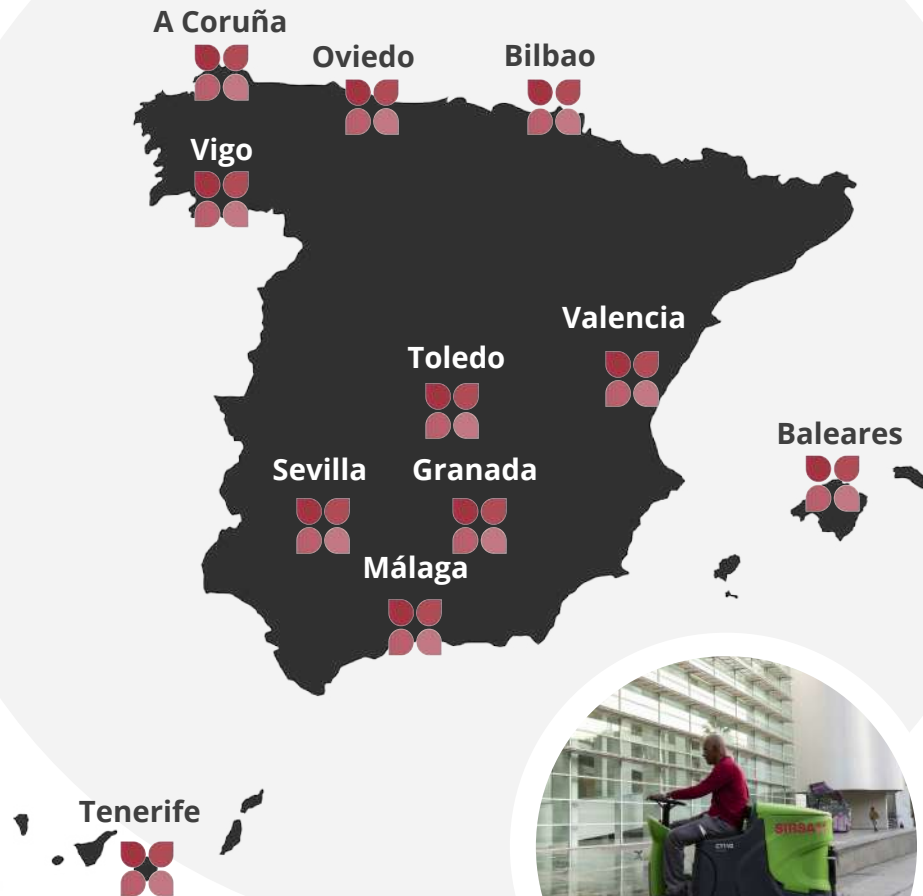 A Coruña
Oviedo
Bilbao
Vigo
Valencia
Toledo
Baleares
Sevilla
Granada
Málaga
Tenerife